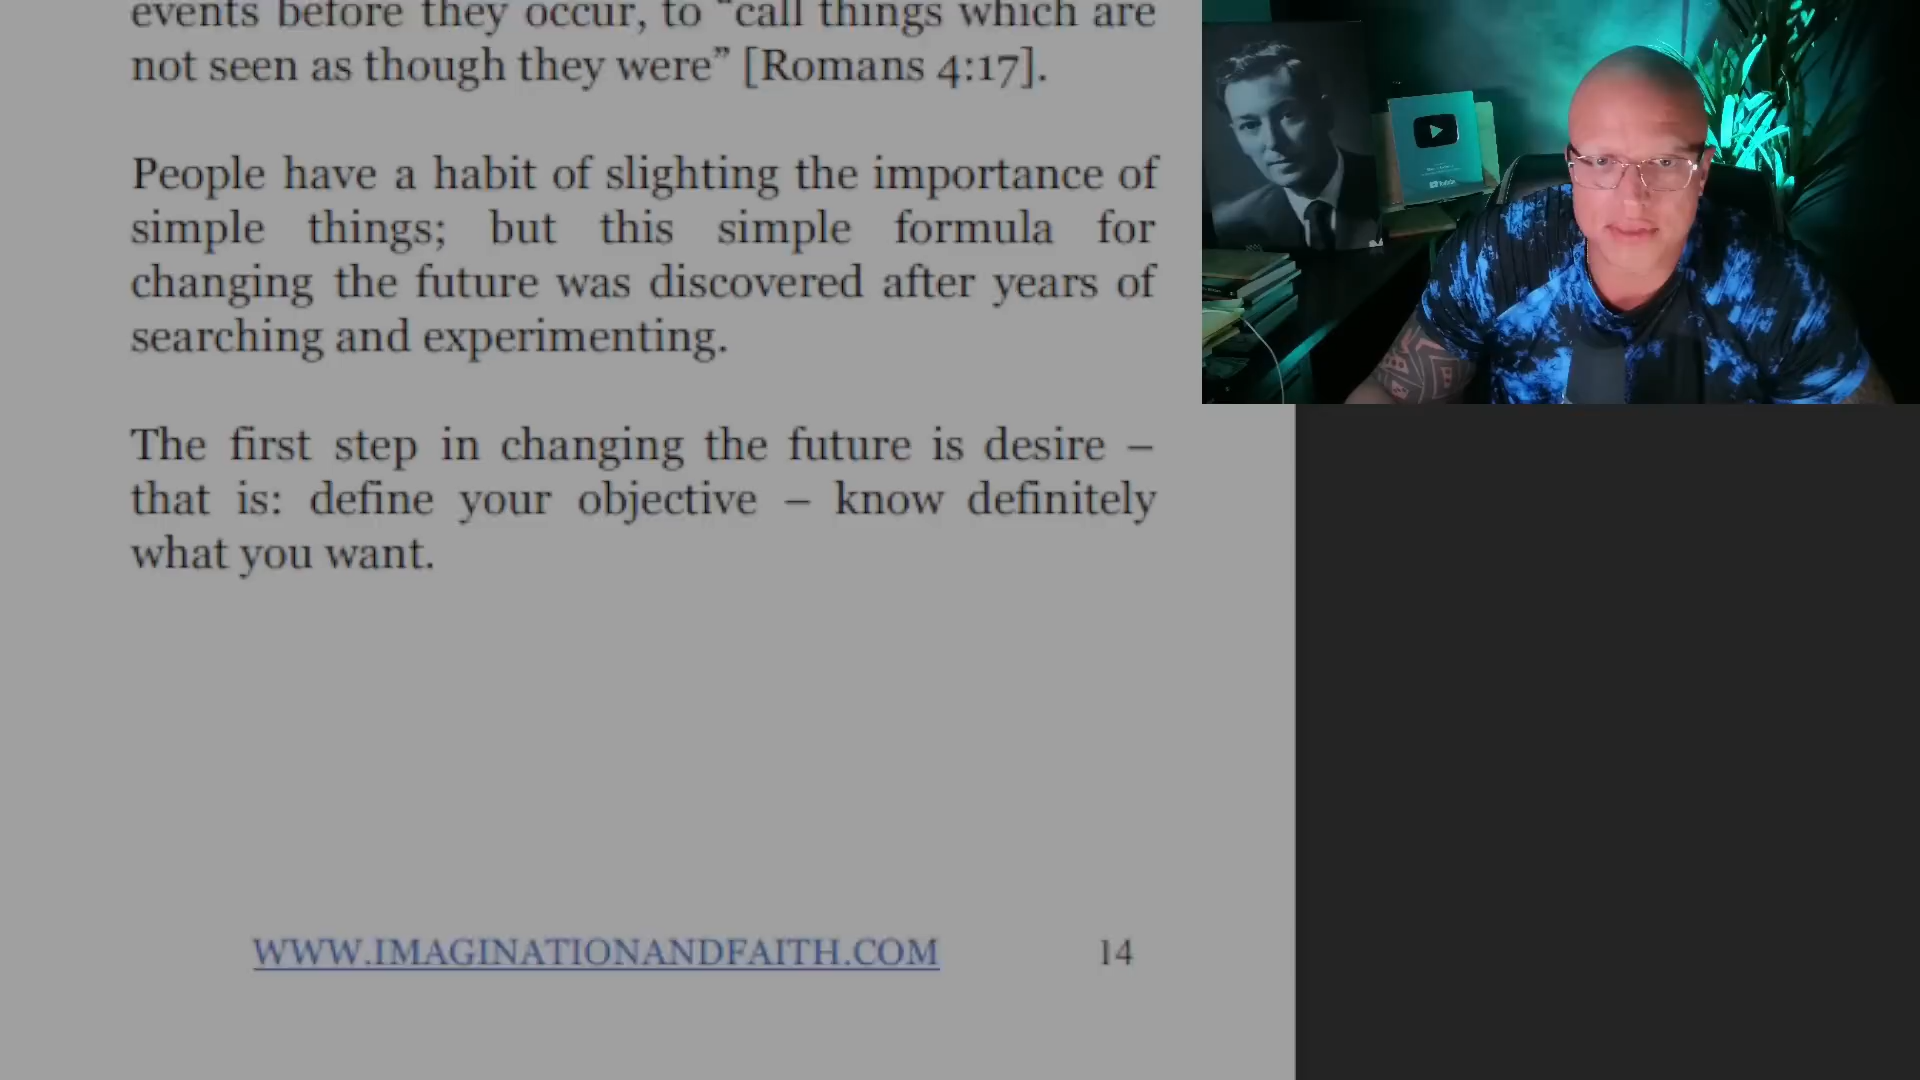 events before they occur, to “call things which are
not seen as though they were” [Romans 4:17].
People have a habit of slighting the importance of
simple things; but this simple formula for
changing the future was discovered after years of
searching and experimenting.
The first step in changing the future is desire –
that is: define your objective – know definitely
what you want.
WWW.IMAGINATIONANDFAITH.COM 14